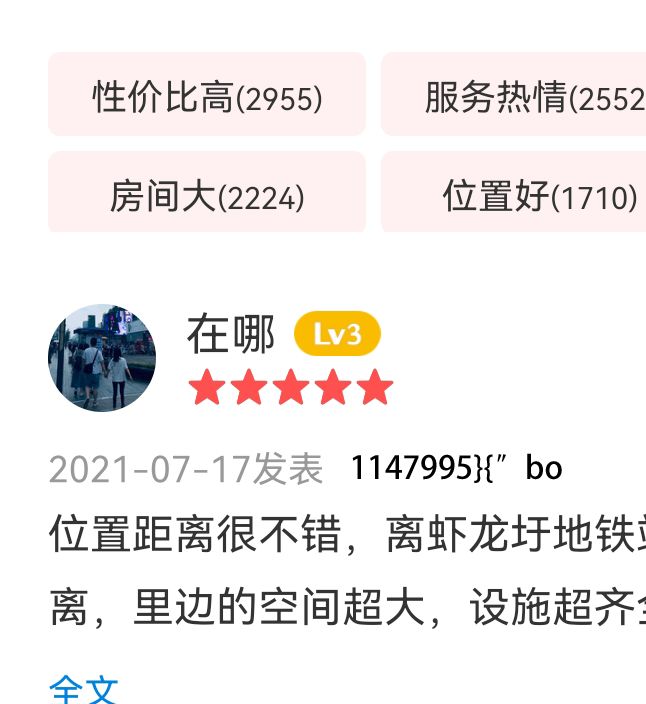 性价比高(2955) 服务热情(2552
房间大(2224) 位置好(1710)
在哪 Lv3
2021-07-17发表 1147995}{" bo
位置距离很不错，离虾龙圩地铁
离，里边的空间超大，设施超齐
全文